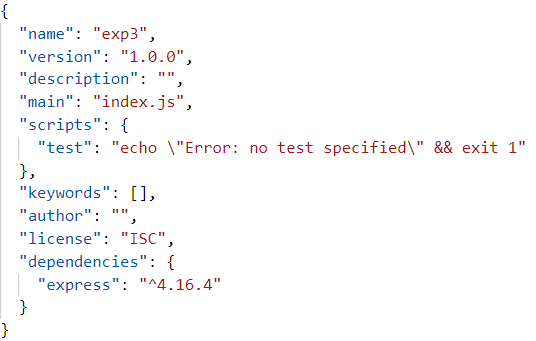 {
  "name": "exp3",
  "version": "1.0.0",
  "description": "",
  "main": "index.js",
  "scripts": {
    "test": "echo \"Error: no test specified\" && exit 1"
  },
  "keywords": [],
  "author": "",
  "license": "ISC",
  "dependencies": {
    "express": "^4.16.4"
  }
}